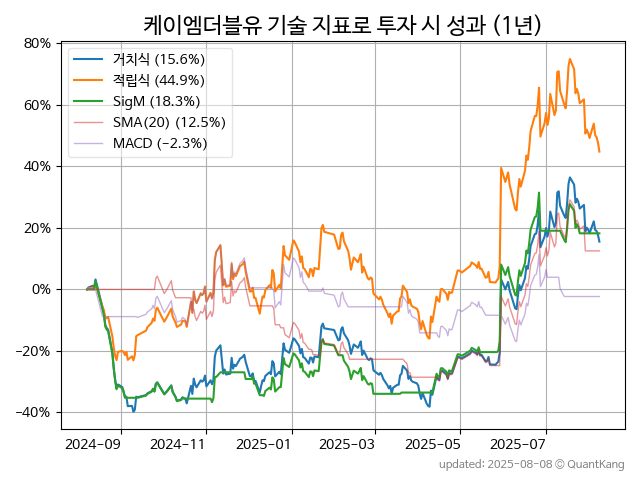 케이엠더블유 기술 지표로 투자 시 성과 (1년)
80%
60%
40%
20%
0%
−20%
−40%
거치식 (15.6%)
적립식 (44.9%)
SigM (18.3%)
SMA(20) (12.5%)
MACD (−2.3%)
2024-09
2024-11
2025-01
2025-03
2025-05
2025-07
updated: 2025-08-08 © QuantKang